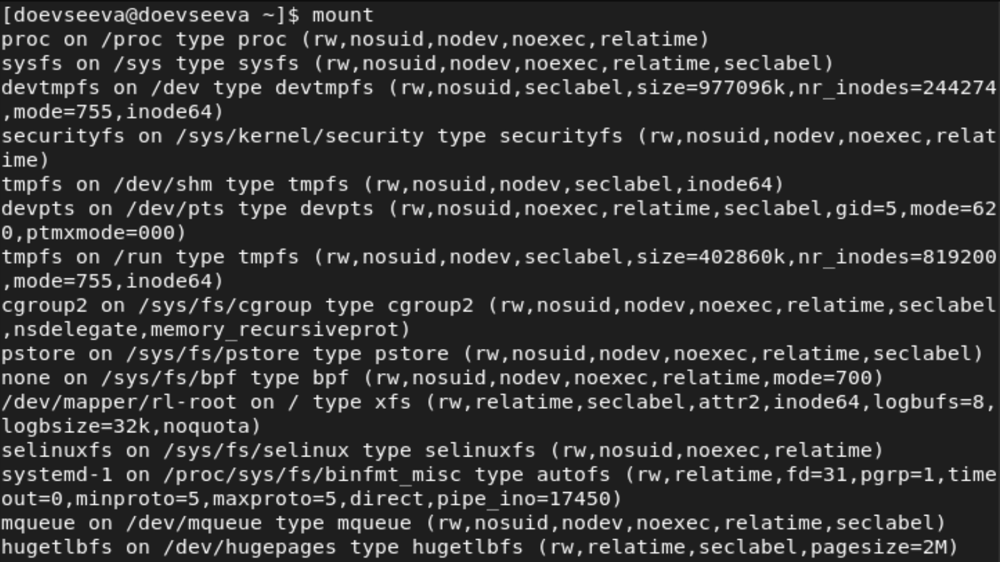 [doevseeva@doevseeva ~]$ mount
proc on /proc type proc (rw,nosuid,nodev,noexec,relatime)
sysfs on /sys type sysfs (rw,nosuid,nodev,noexec,relatime,seclabel)
devtmpfs on /dev type devtmpfs (rw,nosuid,seclabel,size=977096k,nr_inodes=244274
,mode=755,inode64)
securityfs on /sys/kernel/security type securityfs (rw,nosuid,nodev,noexec,relat
ime)
tmpfs on /dev/shm type tmpfs (rw,nosuid,nodev,seclabel,inode64)
devpts on /dev/pts type devpts (rw,nosuid,noexec,relatime,seclabel,gid=5,mode=62
0,ptmxmode=000)
tmpfs on /run type tmpfs (rw,nosuid,nodev,seclabel,size=402860k,nr_inodes=819200
,mode=755,inode64)
cgroup2 on /sys/fs/cgroup type cgroup2 (rw,nosuid,nodev,noexec,relatime,seclabel
,nsdelegate,memory_recursiveprot)
pstore on /sys/fs/pstore type pstore (rw,nosuid,nodev,noexec,relatime,seclabel)
none on /sys/fs/bpf type bpf (rw,nosuid,nodev,noexec,relatime,mode=700)
/dev/mapper/rl-root on / type xfs (rw,relatime,seclabel,attr2,inode64,logbufs=8,
logbsize=32k,noquota)
selinuxfs on /sys/fs/selinux type selinuxfs (rw,nosuid,noexec,relatime)
systemd-1 on /proc/sys/fs/binfmt_misc type autofs (rw,relatime,fd=31,pgrp=1,time
out=0,minproto=5,maxproto=5,direct,pipe_ino=17450)
mqueue on /dev/mqueue type mqueue (rw,nosuid,nodev,noexec,relatime,seclabel)
hugetlbfs on /dev/hugepages type hugetlbfs (rw,relatime,seclabel,pagesize=2M)